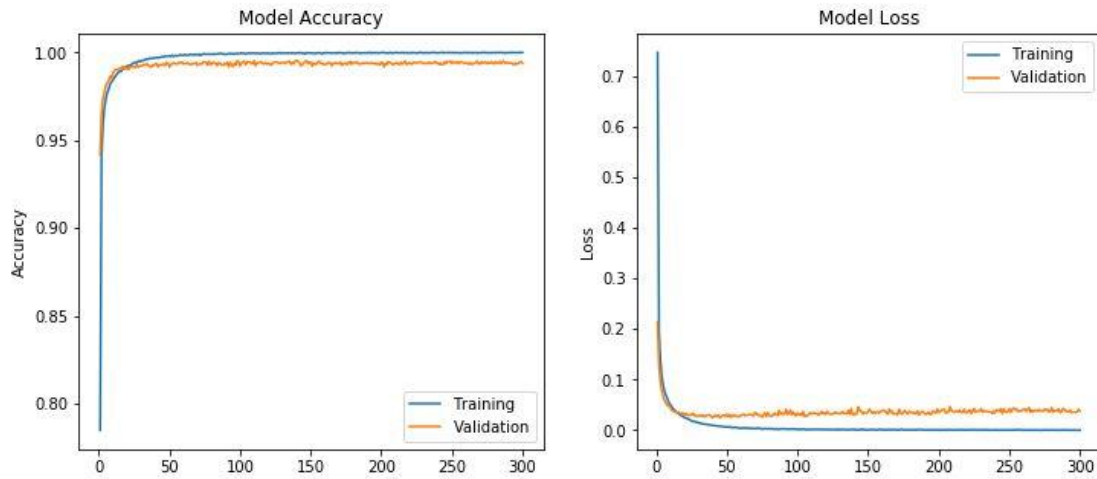 Model Accuracy
Accuracy
1.00
0.95
0.90
0.85
0.80
0 50 100 150 200 250 300
Training
Validation
Model Loss
Loss
0.7
0.6
0.5
0.4
0.3
0.2
0.1
0.0
0 50 100 150 200 250 300
Training
Validation